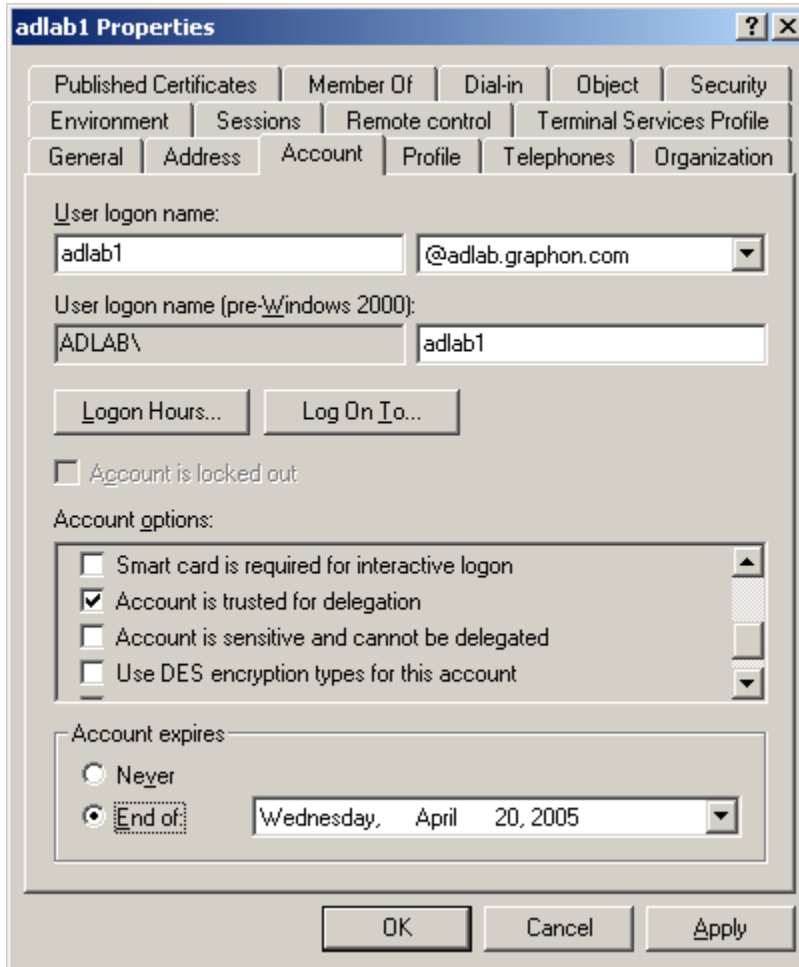 adlab1 Properties
Published Certificates Member Of Dial-in Object Security
Environment Sessions Remote control Terminal Services Profile
General Address Account Profile Telephones Organization
User logon name:
adlab1 @adlab.graphon.com
User logon name (pre-Windows 2000):
ADLAB\ adlab1
Logon Hours... Log On To...
Account is locked out
Account options:
Smart card is required for interactive logon
Account is trusted for delegation
Account is sensitive and cannot be delegated
Use DES encryption types for this account
Account expires
Never
End of: Wednesday, April 20, 2005
OK Cancel Apply